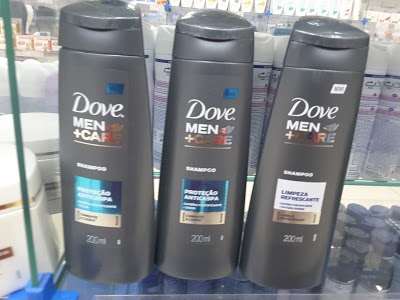 Dove
MEN
+CARE
SHAMPOO
PROTEÇÃO
ANTICASPA
200ml
Dove
MEN
+CARE
SHAMPOO
PROTEÇÃO
ANTICASPA
200ml
Dove
MEN
+CARE
SHAMPOO
LIMPEZA
REFRESCANTE
200ml